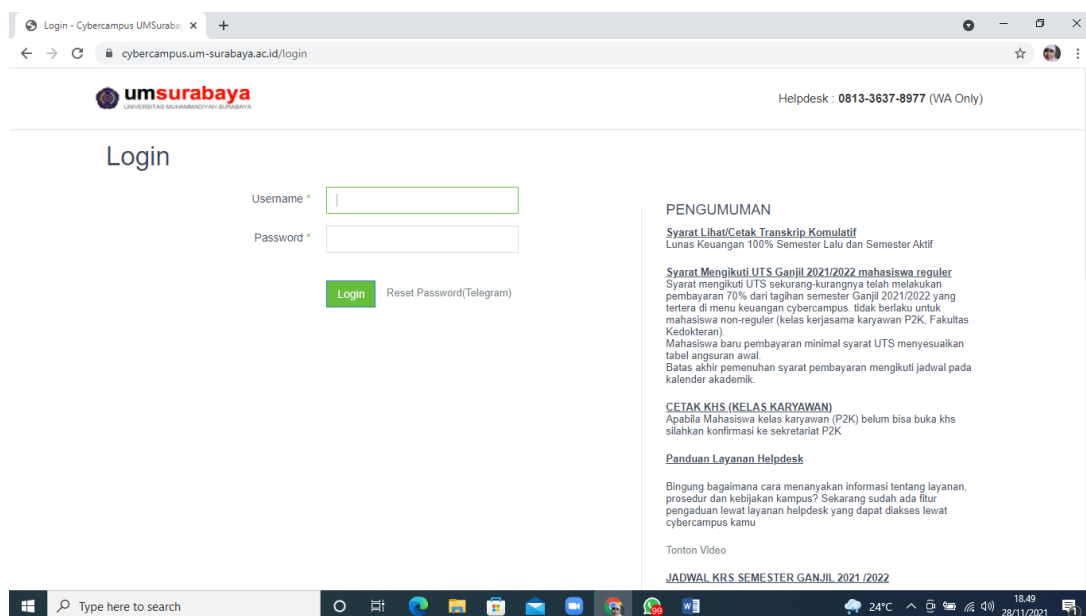 Login - Cybercampus UMSuraba
cybercampus.um-surabaya.ac.id/login
umsurabaya
UNIVERSITAS MUHAMMADIYAH SURABAYA
Helpdesk : 0813-3637-8977 (WA Only)
Login
Username *
Password *
Login
Reset Password(Telegram)
PENGUMUMAN
Syarat Lihat/Cetak Transkrip Komulatif
Lunas Keuangan 100% Semester Lalu dan Semester Aktif
Syarat Mengikuti UTS Ganjil 2021/2022 mahasiswa reguler
Syarat mengikuti UTS sekurang-kurangnya telah melakukan
pembayaran 70% dari tagihan semester Ganjil 2021/2022 yang
tertera di menu keuangan cybercampus. tidak berlaku untuk
mahasiswa non-reguler (kelas kerjasama karyawan P2K, Fakultas
Kedokteran).
Mahasiswa baru pembayaran minimal syarat UTS menyesuaikan
tabel angsuran awal.
Batas akhir pemenuhan syarat pembayaran mengikuti jadwal pada
kalender akademik.
CETAK KHS (KELAS KARYAWAN)
Apabila Mahasiswa kelas karyawan (P2K) belum bisa buka khs
silahkan konfirmasi ke sekretariat P2K
Panduan Layanan Helpdesk
Bingung bagaimana cara menanyakan informasi tentang layanan,
prosedur dan kebijakan kampus? Sekarang sudah ada fitur
pengaduan lewat layanan helpdesk yang dapat diakses lewat
cybercampus kamu
Tonton Video
JADWAL KRS SEMESTER GANJIL 2021 /2022
Type here to search
99
24°C
18.49
28/11/2021